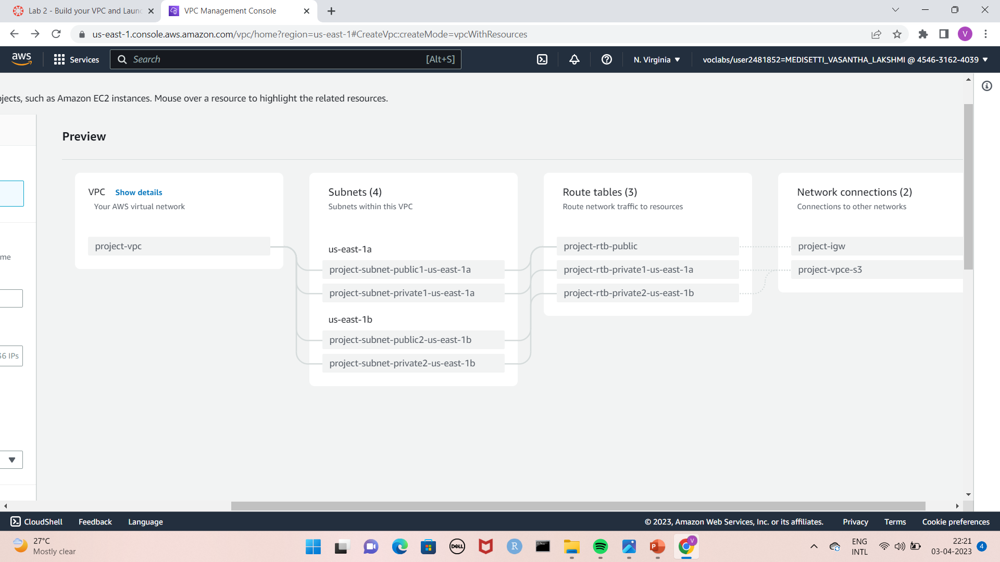 Lab 2 - Build your VPC and Laun
VPC Management Console
us-east-1.console.aws.amazon.com/vpc/home?region=us-east-1#CreateVpc:createMode=vpcWithResources
V
aws
Services
Search
[Alt+S]
N. Virginia
voclabs/user2481852=MEDISETTI_VASANTHA_LAKSHMI @ 4546-3162-4039
jects, such as Amazon EC2 instances. Mouse over a resource to highlight the related resources.
Preview
VPC Show details
Your AWS virtual network
project-vpc
Subnets (4)
Subnets within this VPC
us-east-1a
project-subnet-public1-us-east-1a
project-subnet-private1-us-east-1a
us-east-1b
project-subnet-public2-us-east-1b
project-subnet-private2-us-east-1b
Route tables (3)
Route network traffic to resources
project-rtb-public
project-rtb-private1-us-east-1a
project-rtb-private2-us-east-1b
Network connections (2)
Connections to other networks
project-igw
project-vpce-s3
me
36 IPs
CloudShell
Feedback
Language
© 2023, Amazon Web Services, Inc. or its affiliates.
Privacy
Terms
Cookie preferences
27°C
Mostly clear
DELL
R
P
V
ENG
INTL
22:21
03-04-2023
4